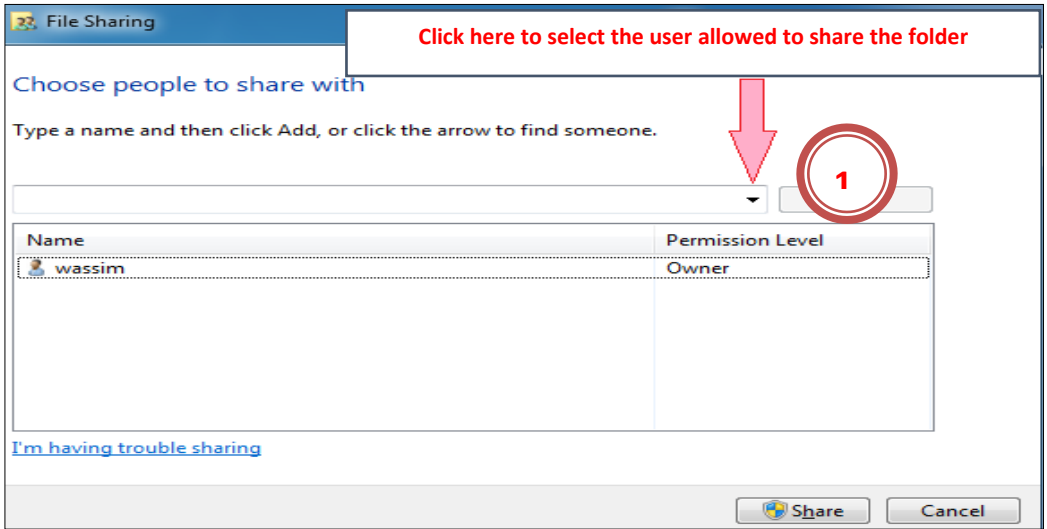 File Sharing
Click here to select the user allowed to share the folder
Choose people to share with
Type a name and then click Add, or click the arrow to find someone.
1
Name Permission Level
wassim Owner
I'm having trouble sharing
Share Cancel